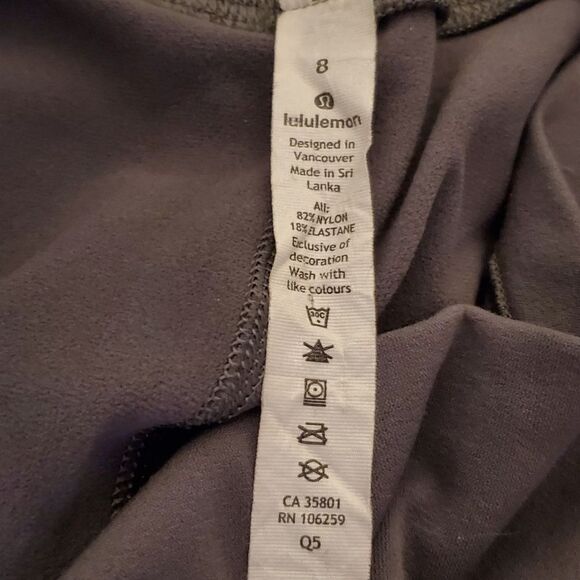 8
lululemon
Designed in
Vancouver
Made in Sri
Lanka
All:
82% NYLON
18% ELASTANE
Exclusive of
decoration
Wash with
like colours
30C
CA 35801
RN 106259
Q5